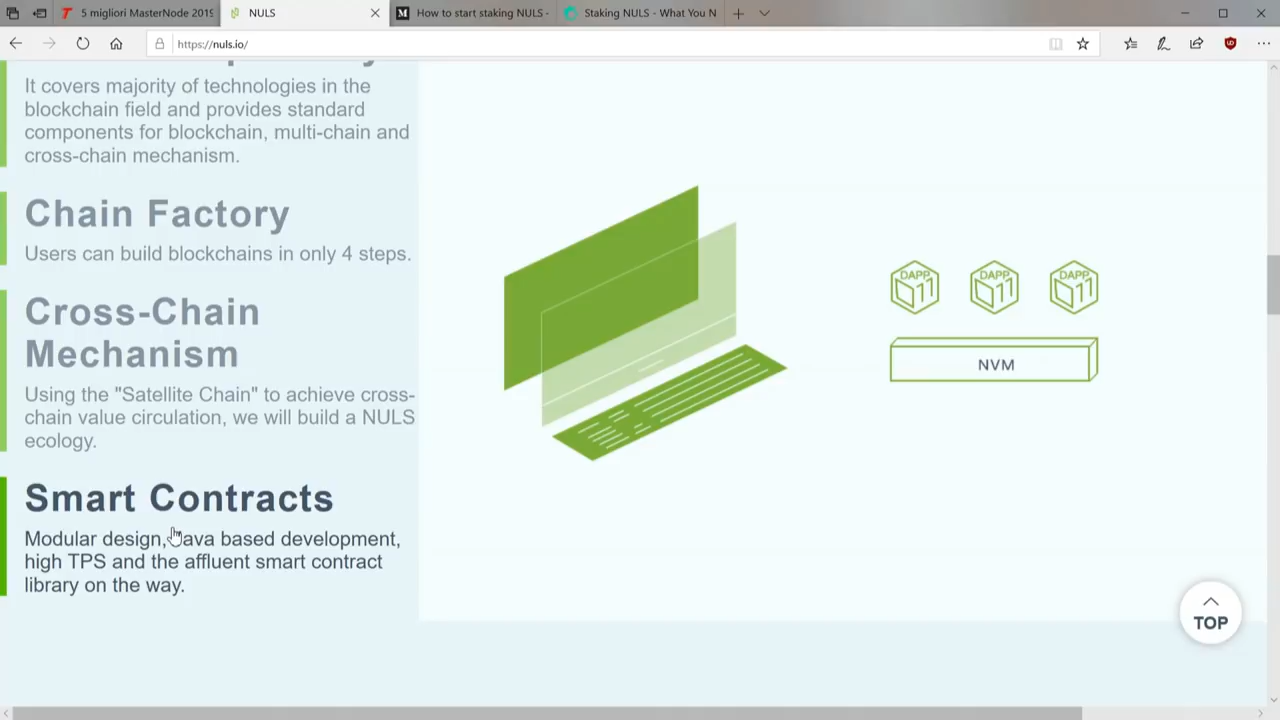 5 migliori MasterNode 2019
NULS
How to start staking NULS -
Staking NULS - What You N
https://nuls.io/
It covers majority of technologies in the
blockchain field and provides standard
components for blockchain, multi-chain and
cross-chain mechanism.
Chain Factory
Users can build blockchains in only 4 steps.
Cross-Chain
Mechanism
Using the "Satellite Chain" to achieve cross-
chain value circulation, we will build a NULS
ecology.
Smart Contracts
Modular design, Java based development,
high TPS and the affluent smart contract
library on the way.
DAPP DAPP DAPP
NVM
TOP